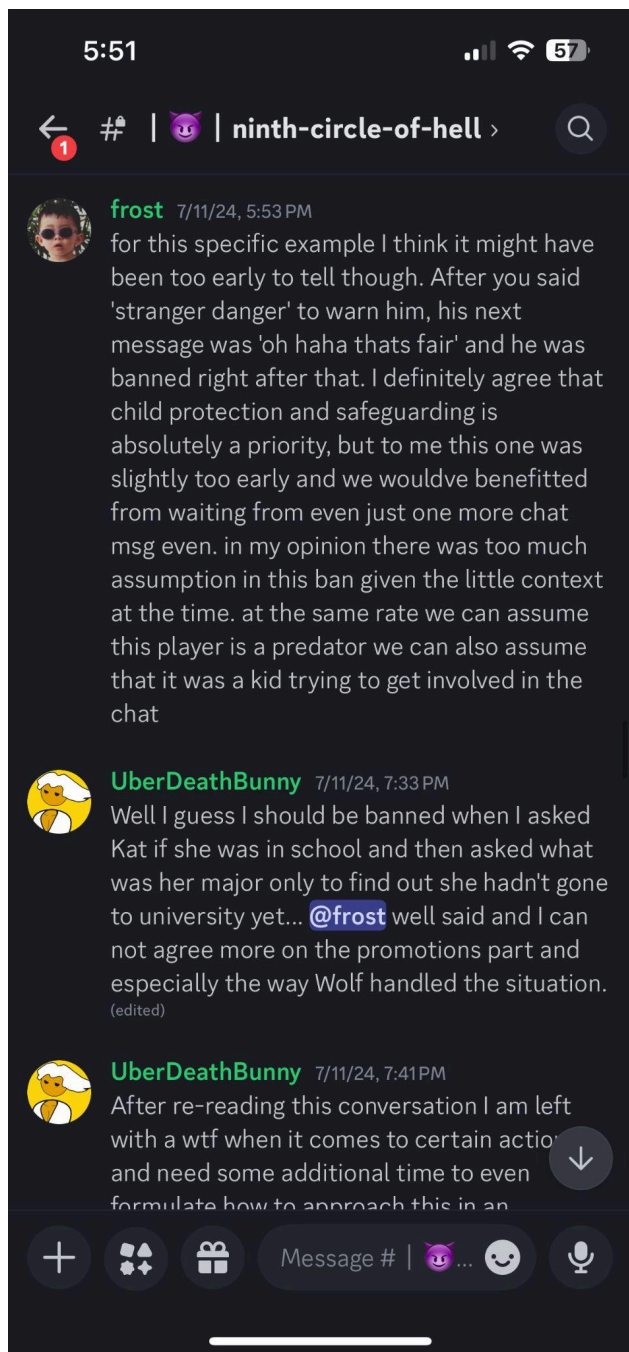 5:51
57
1
# | 😈 | ninth-circle-of-hell ›
frost 7/11/24, 5:53 PM
for this specific example I think it might have
been too early to tell though. After you said
'stranger danger' to warn him, his next
message was 'oh haha thats fair' and he was
banned right after that. I definitely agree that
child protection and safeguarding is
absolutely a priority, but to me this one was
slightly too early and we wouldve benefitted
from waiting from even just one more chat
msg even. in my opinion there was too much
assumption in this ban given the little context
at the time. at the same rate we can assume
this player is a predator we can also assume
that it was a kid trying to get involved in the
chat
UberDeathBunny 7/11/24, 7:33 PM
Well I guess I should be banned when I asked
Kat if she was in school and then asked what
was her major only to find out she hadn't gone
to university yet... @frost well said and I can
not agree more on the promotions part and
especially the way Wolf handled the situation.
(edited)
UberDeathBunny 7/11/24, 7:41 PM
After re-reading this conversation I am left
with a wtf when it comes to certain actio
and need some additional time to even
formulate how to approach this in an
Message # | 😈...